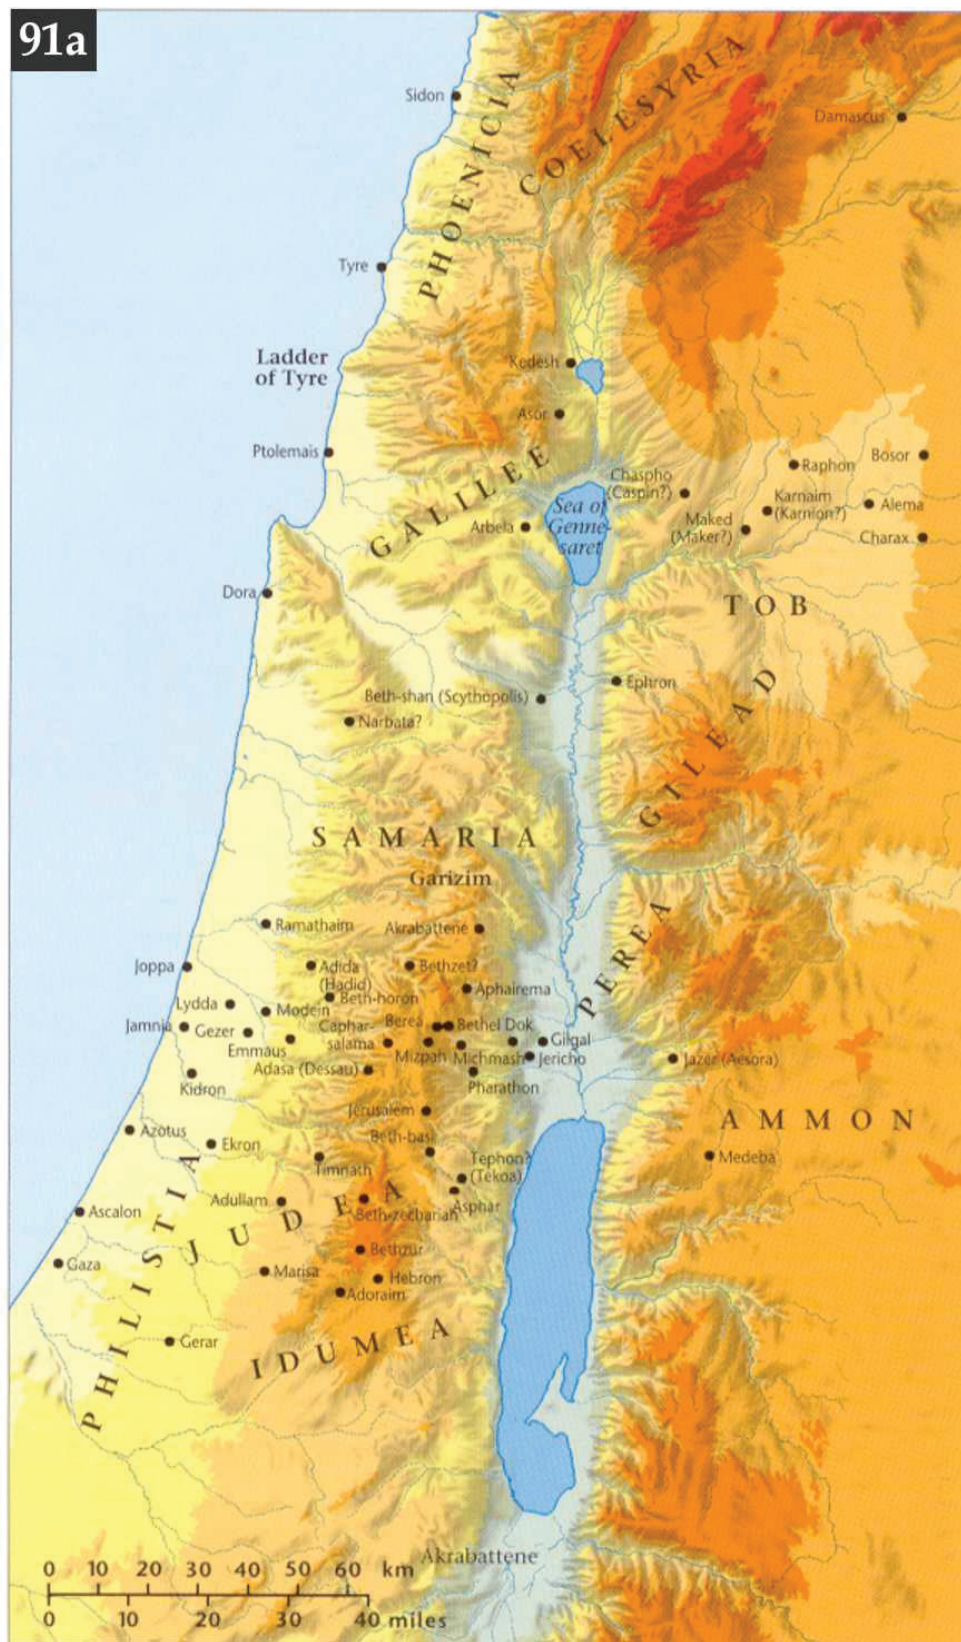 91a
Sidon
PHOENICIA
COELESYRIA
Damascus
Tyre
Ladder
of Tyre
Kedesh
Asor
Ptolemais
GALILEE
Chaspho
(Caspin?)
Raphon
Bosor
Sea of
Genne-
saret
Arbela
Karnaim
(Karnion?)
Alema
Maked
(Maker?)
Charax
Dora
TOB
Beth-shan (Scythopolis)
Ephron
Narbata?
GILEAD
SAMARIA
Garizim
Ramathaim
Akrabattene
PEREA
Joppa
Adida
(Hadid)
Bethzet?
Aphairema
Lydda
Beth-horon
Modein
Jamnia
Gezer
Emmaus
Caphar-
salama
Berea
Bethel
Dok
Gilgal
Mizpah
Michmash
Jericho
Jazer (Aesora)
Adasa (Dessau)
Pharathon
Kidron
Jerusalem
AMMON
Azotus
Ekron
Beth-basi
Timnath
Tephon?
(Tekoa)
Medeba
Adullam
JUDEA
Beth-zechariah
Asphar
Ascalon
PHILISTIA
Bethzur
Gaza
Marisa
Hebron
Adoraim
Gerar
IDUMEA
Akrabattene
0 10 20 30 40 50 60 km
0 10 20 30 40 miles